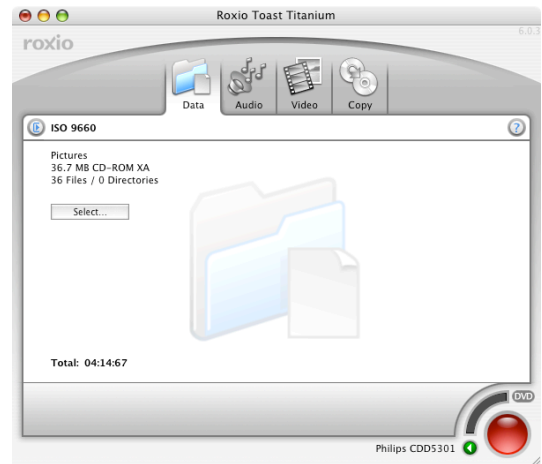 Roxio Toast Titanium
roxio
6.0.3
Data Audio Video Copy
ISO 9660
?
Pictures
36.7 MB CD-ROM XA
36 Files / 0 Directories
Select...
Total: 04:14:67
DVD
Philips CDD5301